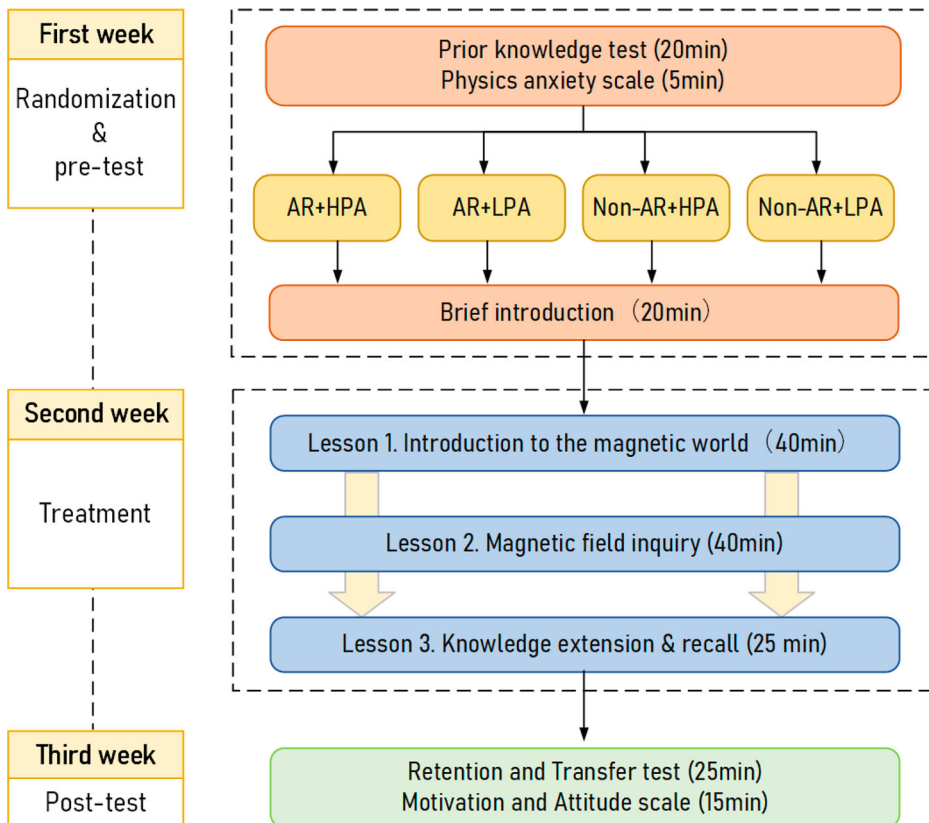 First week
Randomization
&
pre-test
Prior knowledge test (20min)
Physics anxiety scale (5min)
AR+HPA
AR+LPA
Non-AR+HPA
Non-AR+LPA
Brief introduction（20min）
Second week
Treatment
Lesson 1. Introduction to the magnetic world（40min）
Lesson 2. Magnetic field inquiry (40min)
Lesson 3. Knowledge extension & recall (25 min)
Third week
Post-test
Retention and Transfer test (25min)
Motivation and Attitude scale (15min)